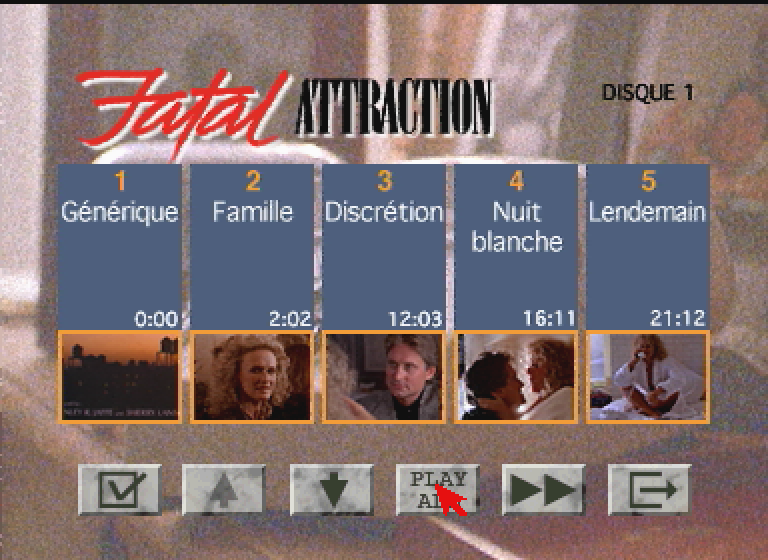 Fatal ATTRACTION
DISQUE 1
1
Générique
0:00
2
Famille
2:02
3
Discrétion
12:03
4
Nuit
blanche
16:11
5
Lendemain
21:12
PLAY